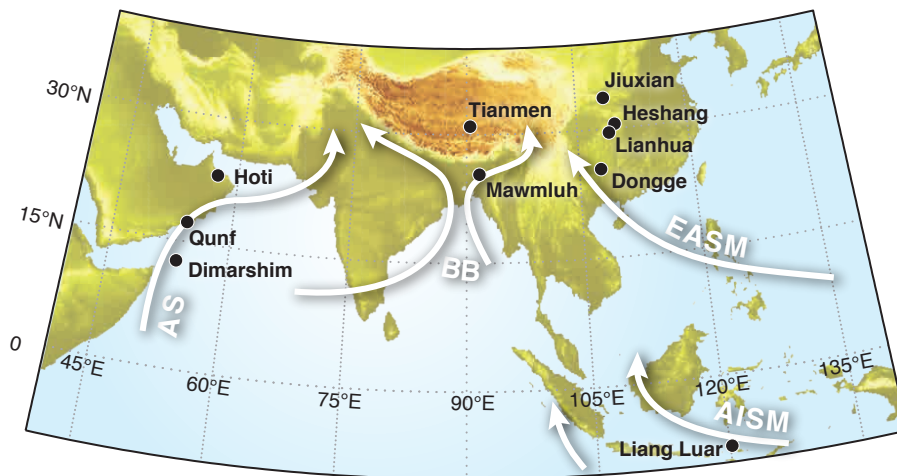 Jiuxian
30°N
Heshang
Tianmen
Lianhua
Hoti
Mawmluh
Dongge
15°N
Qunf
EASM
Dimarshim
BB
AS
0
45°E
60°E
75°E
90°E
105°E
120°E
135°E
AISM
Liang Luar